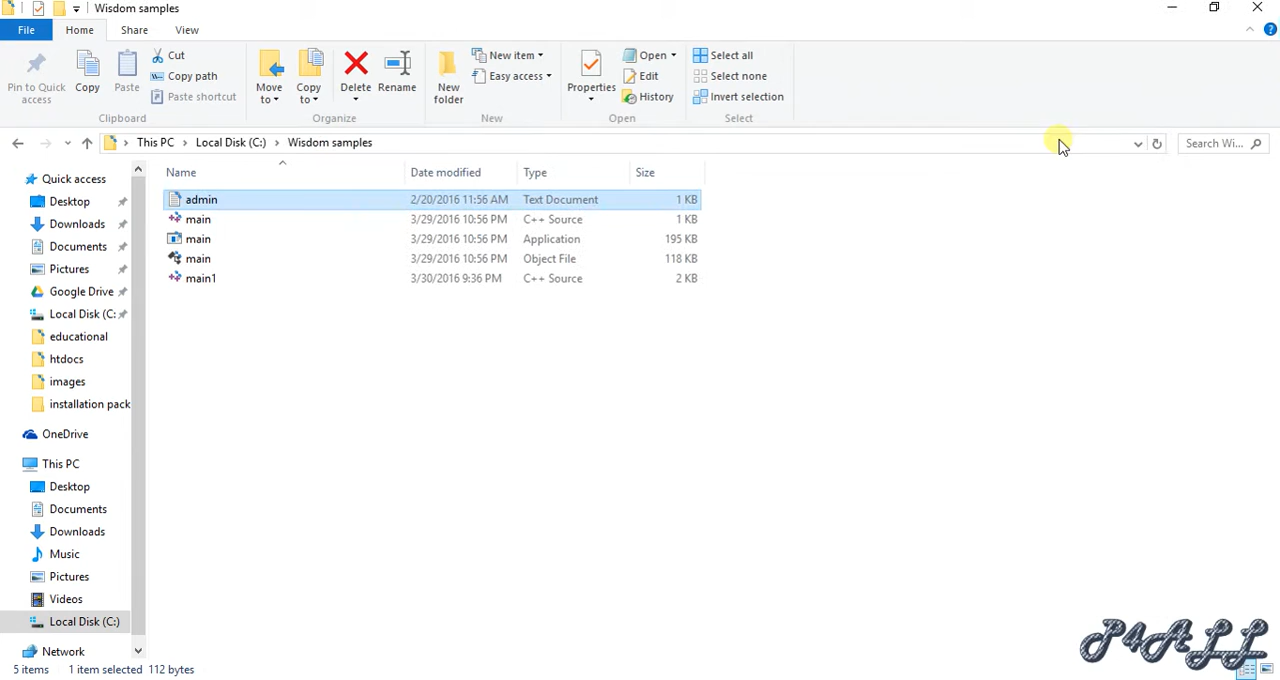 Wisdom samples
File Home Share View
Pin to Quick access
Copy
Paste
Cut
Copy path
Paste shortcut
Clipboard
Move to
Copy to
Delete
Rename
Organize
New folder
New item
Easy access
New
Properties
Open
Edit
History
Open
Select all
Select none
Invert selection
Select
This PC > Local Disk (C:) > Wisdom samples
Search Wi...
Name Date modified Type Size
admin 2/20/2016 11:56 AM Text Document 1 KB
main 3/29/2016 10:56 PM C++ Source 1 KB
main 3/29/2016 10:56 PM Application 195 KB
main 3/29/2016 10:56 PM Object File 118 KB
main1 3/30/2016 9:36 PM C++ Source 2 KB
Quick access
Desktop
Downloads
Documents
Pictures
Google Drive
Local Disk (C:
educational
htdocs
images
installation pack
OneDrive
This PC
Desktop
Documents
Downloads
Music
Pictures
Videos
Local Disk (C:)
Network
5 items 1 item selected 112 bytes
P4ALL